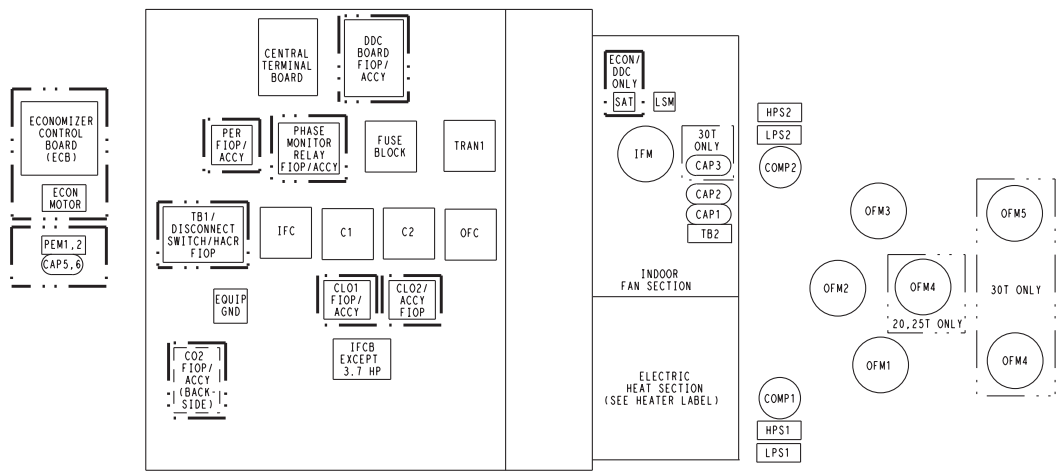 ECONOMIZER
CONTROL
BOARD
(ECB)
ECON
MOTOR
PEM1,2
CAP5,6
CENTRAL
TERMINAL
BOARD
DDC
BOARD
FIOP/
ACCY
PER
FIOP/
ACCY
PHASE
MONITOR
RELAY
FIOP/ACCY
FUSE
BLOCK
TRAN1
TB1/
DISCONNECT
SWITCH/HACR
FIOP
IFC
C1
C2
OFC
EQUIP
GND
CLO1
FIOP/
ACCY
CLO2/
ACCY
FIOP
CO2
FIOP/
ACCY
(BACK-
SIDE)
IFCB
EXCEPT
3.7 HP
ECON/
DDC
ONLY
SAT
LSM
IFM
30T
ONLY
CAP3
CAP2
CAP1
TB2
INDOOR
FAN SECTION
ELECTRIC
HEAT SECTION
(SEE HEATER LABEL)
HPS2
LPS2
COMP2
COMP1
HPS1
LPS1
OFM3
OFM2
OFM1
OFM4
20,25T ONLY
OFM5
30T ONLY
OFM4